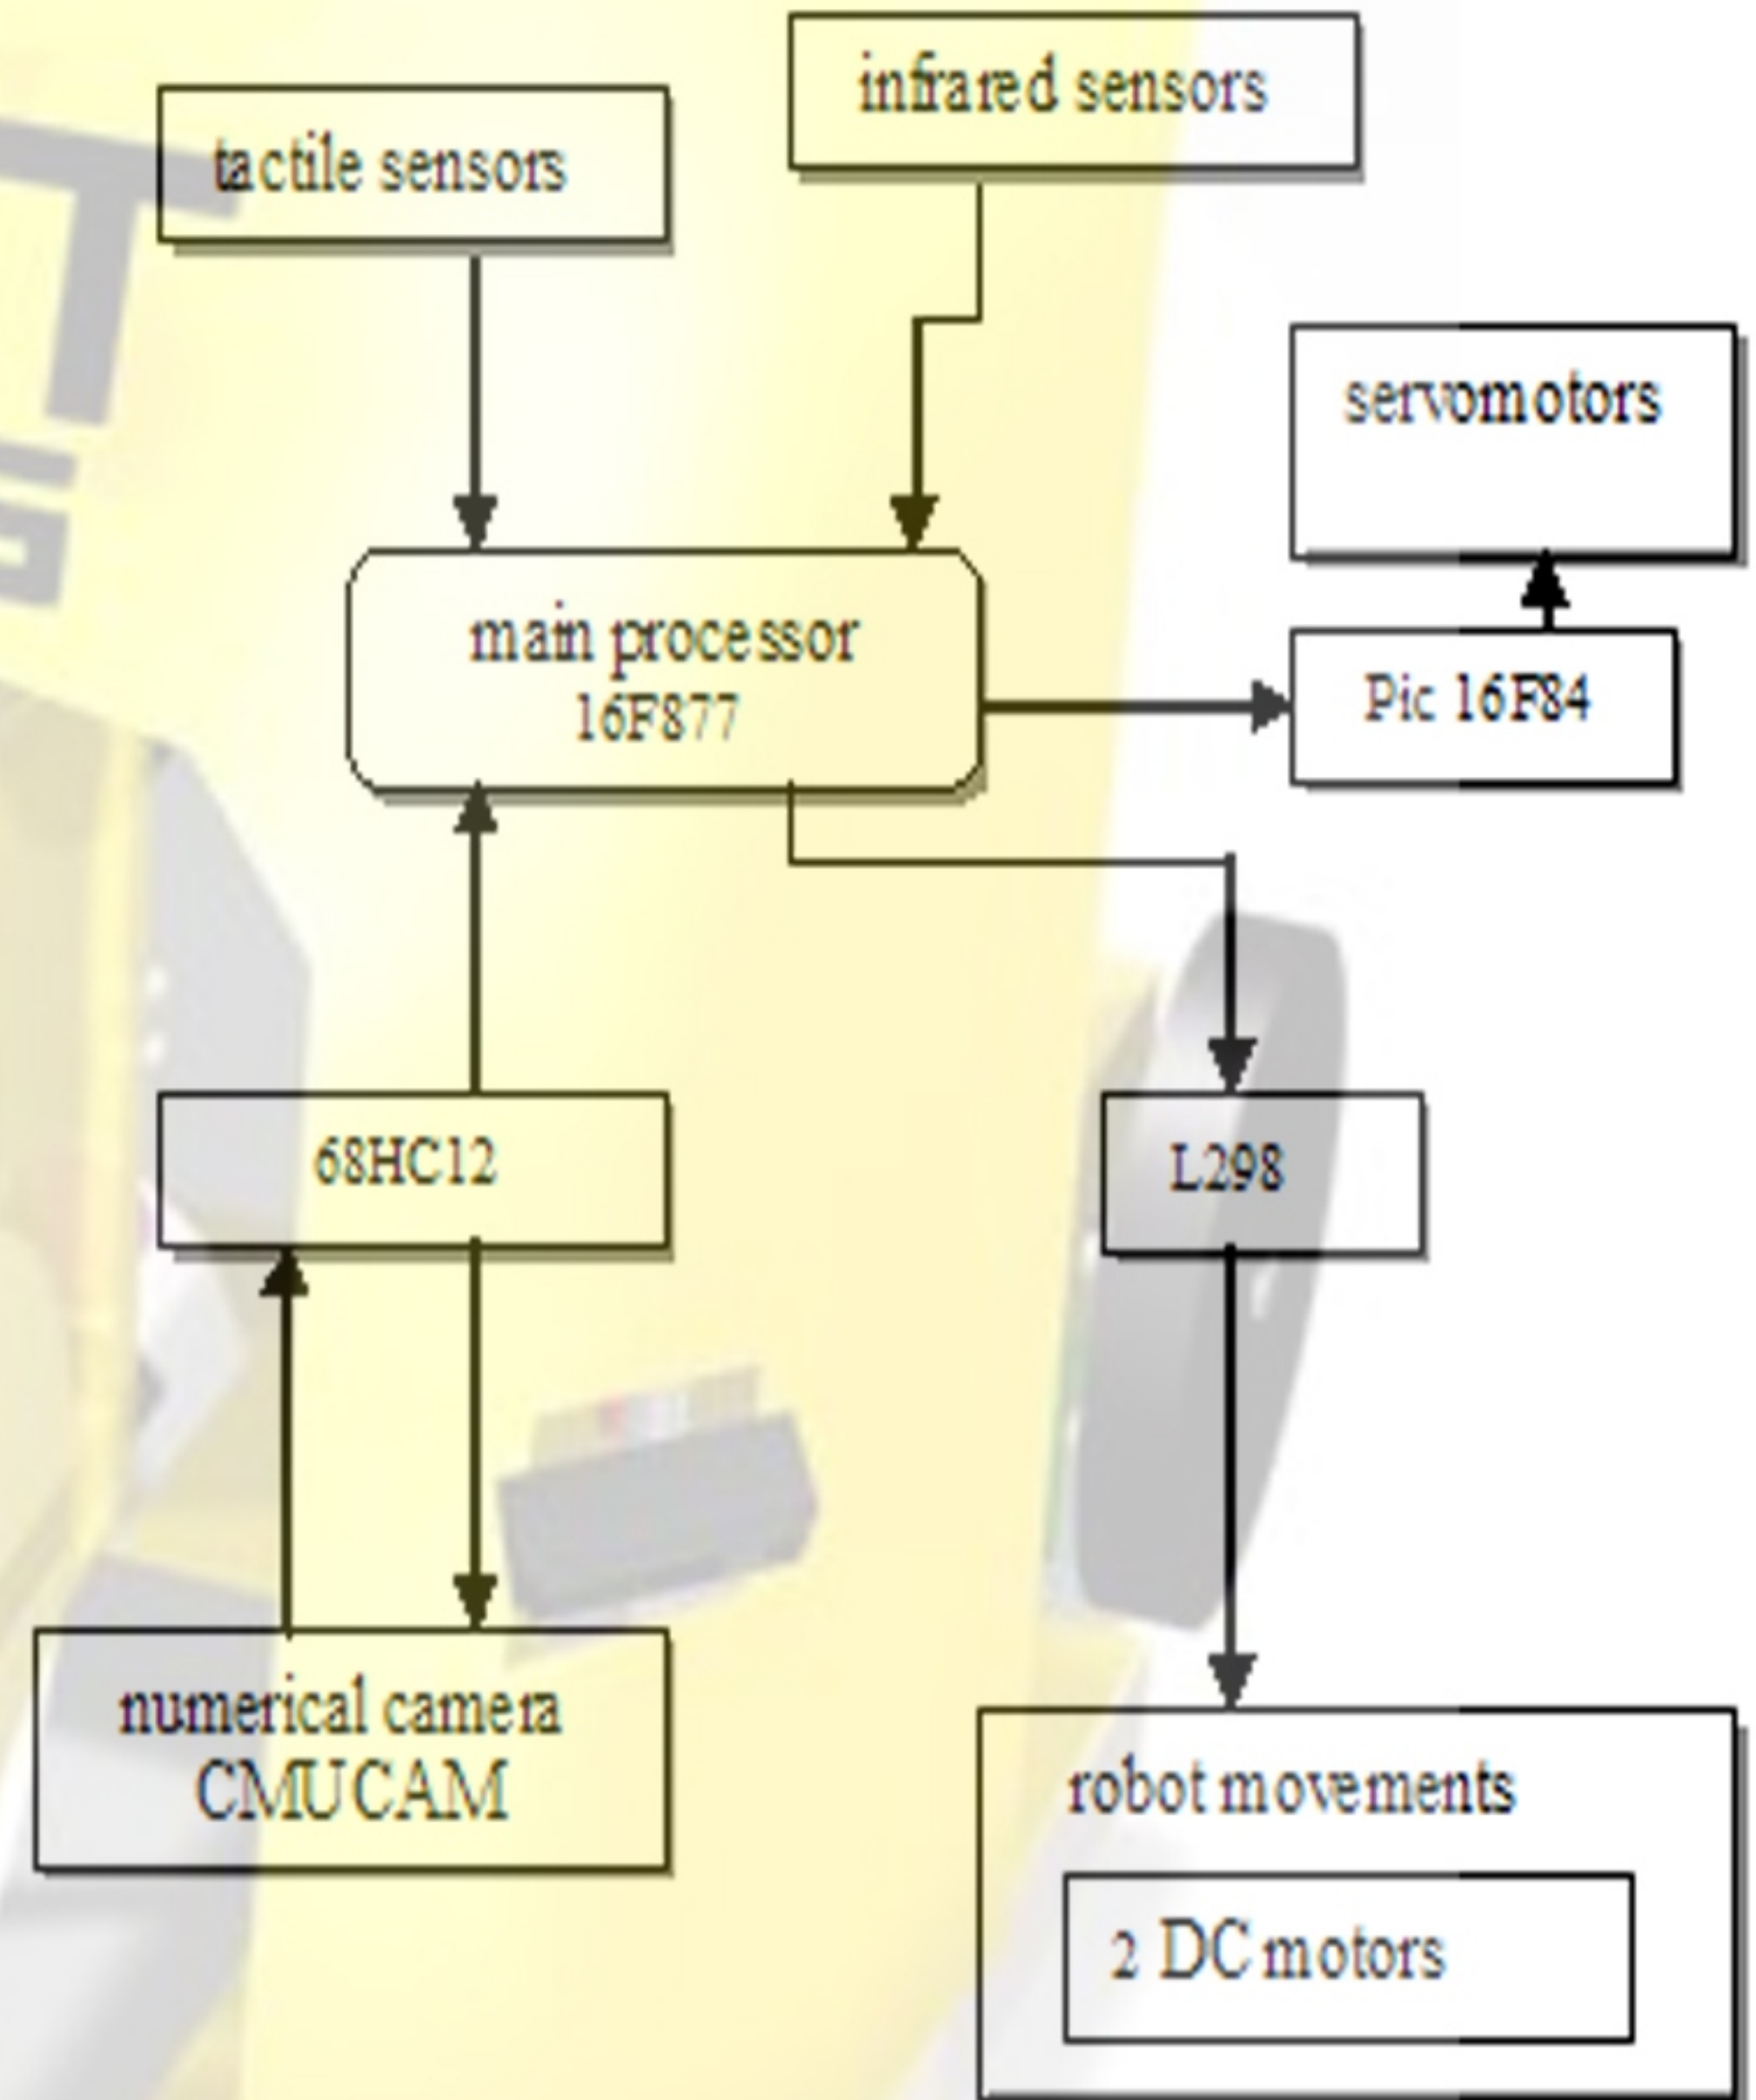 infrared sensors
tactile sensors
servomotors
main processor
16F877
Pic 16F84
68HC12
L298
numerical camera
CMUCAM
robot movements
2 DC motors